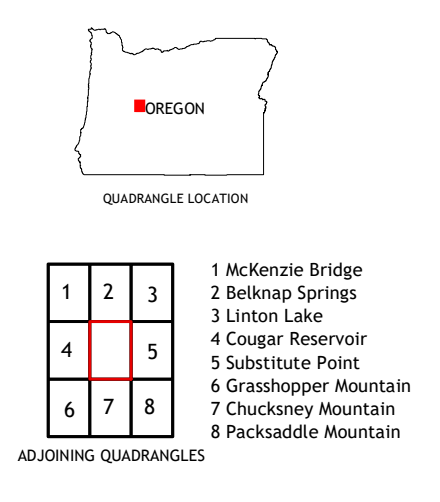 OREGON
QUADRANGLE LOCATION
1 2 3
4 5
6 7 8
1 McKenzie Bridge
2 Belknap Springs
3 Linton Lake
4 Cougar Reservoir
5 Substitute Point
6 Grasshopper Mountain
7 Chucksney Mountain
8 Packsaddle Mountain
ADJOINING QUADRANGLES